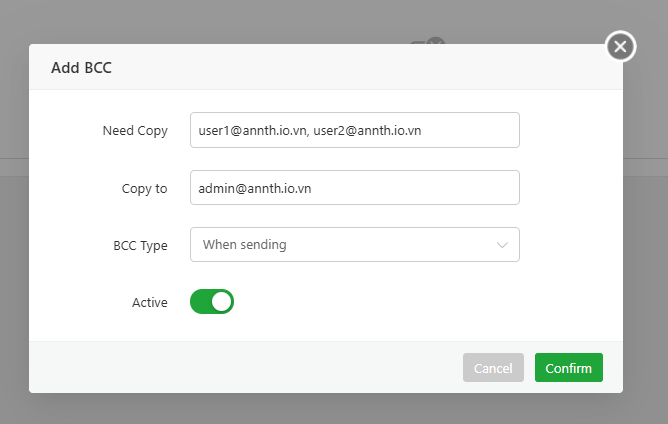 Add BCC
Need Copy user1@annth.io.vn, user2@annth.io.vn
Copy to admin@annth.io.vn
BCC Type When sending
Active
Cancel Confirm